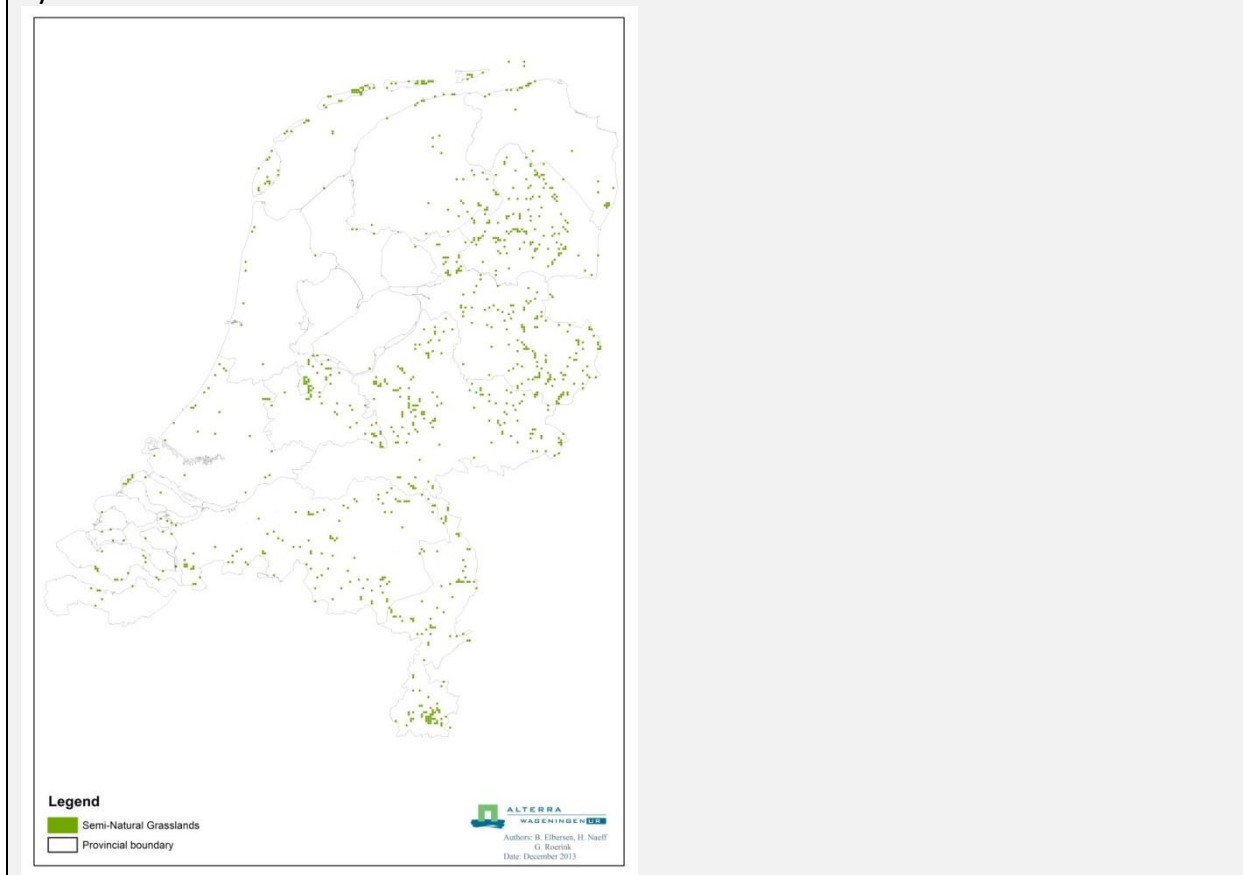 Legend
Semi-Natural Grasslands
Provincial boundary
ALTERRA
WAGENINGEN UR
Authors: B. Elbersen, H. Naeff
G. Roerink
Date: December 2013